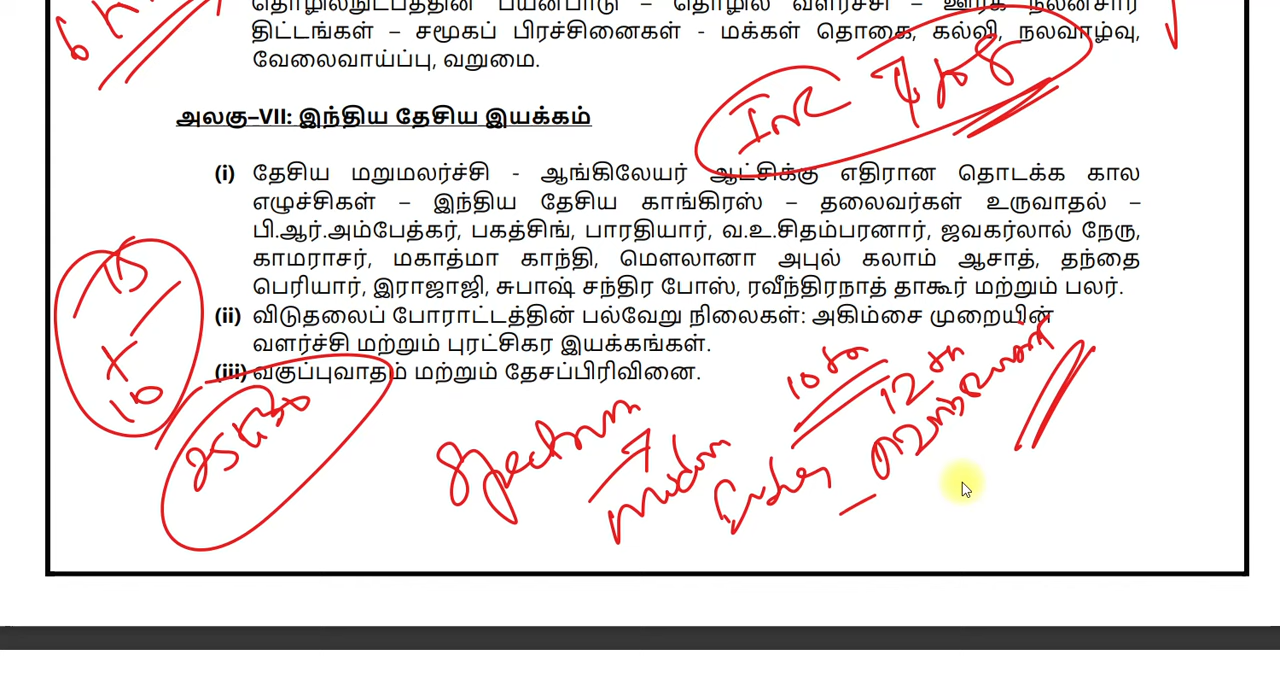 தொழில்நுட்பத்தின் பயன்பாடு – தொழில் வளர்ச்சி – ஊரக நலன்சார்
திட்டங்கள் – சமூகப் பிரச்சினைகள் - மக்கள் தொகை, கல்வி, நலவாழ்வு,
வேலைவாய்ப்பு, வறுமை.
INC
அலகு–VII: இந்திய தேசிய இயக்கம்
(i) தேசிய மறுமலர்ச்சி - ஆங்கிலேயர் ஆட்சிக்கு எதிரான தொடக்க கால
எழுச்சிகள் – இந்திய தேசிய காங்கிரஸ் – தலைவர்கள் உருவாதல் –
பி.ஆர்.அம்பேத்கர், பகத்சிங், பாரதியார், வ.உ.சிதம்பரனார், ஜவகர்லால் நேரு,
காமராசர், மகாத்மா காந்தி, மௌலானா அபுல் கலாம் ஆசாத், தந்தை
பெரியார், இராஜாஜி, சுபாஷ் சந்திர போஸ், ரவீந்திரநாத் தாகூர் மற்றும் பலர்.
(ii) விடுதலைப் போராட்டத்தின் பல்வேறு நிலைகள்: அகிம்சை முறையின்
வளர்ச்சி மற்றும் புரட்சிகர இயக்கங்கள்.
(iii) வகுப்புவாதம் மற்றும் தேசப்பிரிவினை.
15
10
10th
12th
Spectrum